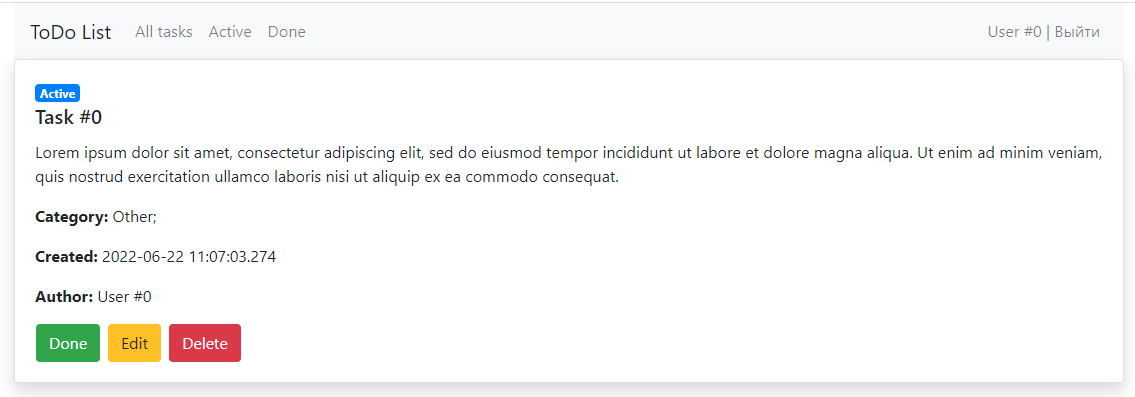 ToDo List All tasks Active Done User #0 | Выйти
Active
Task #0
Lorem ipsum dolor sit amet, consectetur adipiscing elit, sed do eiusmod tempor incididunt ut labore et dolore magna aliqua. Ut enim ad minim veniam,
quis nostrud exercitation ullamco laboris nisi ut aliquip ex ea commodo consequat.
Category: Other;
Created: 2022-06-22 11:07:03.274
Author: User #0
Done Edit Delete